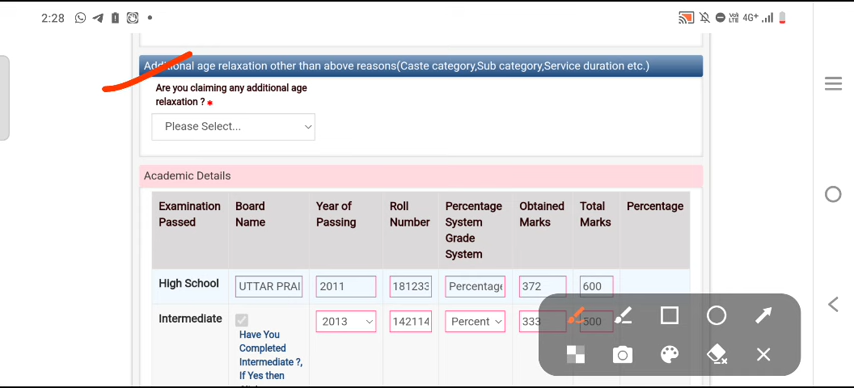 2:28
4G+
Additional age relaxation other than above reasons(Caste category,Sub category,Service duration etc.)
Are you claiming any additional age
relaxation ? *
Please Select...
Academic Details
Examination Passed Board Name Year of Passing Roll Number Percentage System Grade System Obtained Marks Total Marks Percentage
High School UTTAR PRAI 2011 181233 Percentage 372 600
Intermediate 2013 142114 Percent 333 500
Have You
Completed
Intermediate ?,
If Yes then